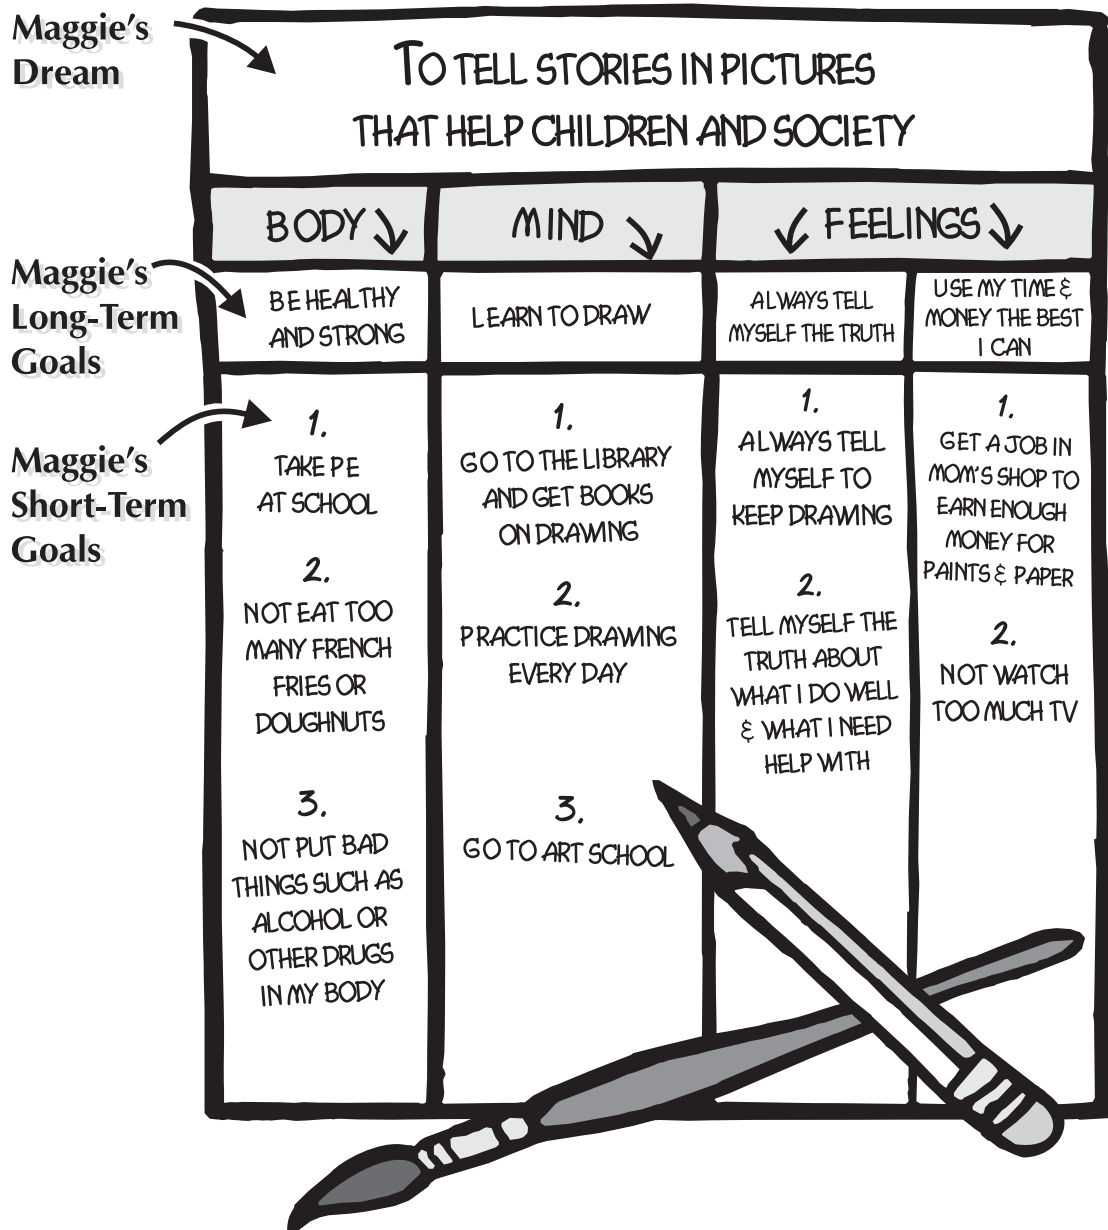 Maggie's
Dream
TO TELL STORIES IN PICTURES
THAT HELP CHILDREN AND SOCIETY
BODY
MIND
FEELINGS
Maggie's
Long-Term
Goals
BE HEALTHY
AND STRONG
LEARN TO DRAW
ALWAYS TELL
MYSELF THE TRUTH
USE MY TIME &
MONEY THE BEST
I CAN
Maggie's
Short-Term
Goals
1.
TAKE PE
AT SCHOOL
2.
NOT EAT TOO
MANY FRENCH
FRIES OR
DOUGHNUTS
3.
NOT PUT BAD
THINGS SUCH AS
ALCOHOL OR
OTHER DRUGS
IN MY BODY
1.
GO TO THE LIBRARY
AND GET BOOKS
ON DRAWING
2.
PRACTICE DRAWING
EVERY DAY
3.
GO TO ART SCHOOL
1.
ALWAYS TELL
MYSELF TO
KEEP DRAWING
2.
TELL MYSELF THE
TRUTH ABOUT
WHAT I DO WELL
& WHAT I NEED
HELP WITH
1.
GET A JOB IN
MOM'S SHOP TO
EARN ENOUGH
MONEY FOR
PAINTS & PAPER
2.
NOT WATCH
TOO MUCH TV